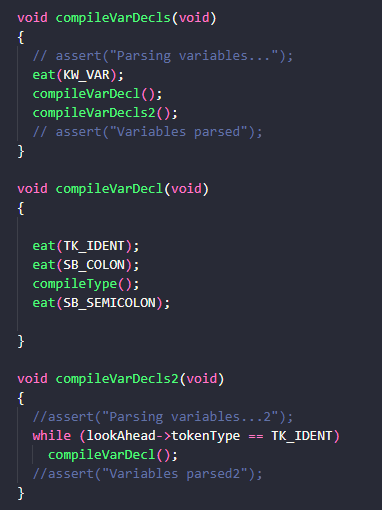 void compileVarDecls(void)
{
  // assert("Parsing variables...");
  eat(KW_VAR);
  compileVarDecl();
  compileVarDecls2();
  // assert("Variables parsed");
}
void compileVarDecl(void)
{
  eat(TK_IDENT);
  eat(SB_COLON);
  compileType();
  eat(SB_SEMICOLON);
}
void compileVarDecls2(void)
{
  //assert("Parsing variables...2");
  while (lookAhead->tokenType == TK_IDENT)
    compileVarDecl();
  //assert("Variables parsed2");
}